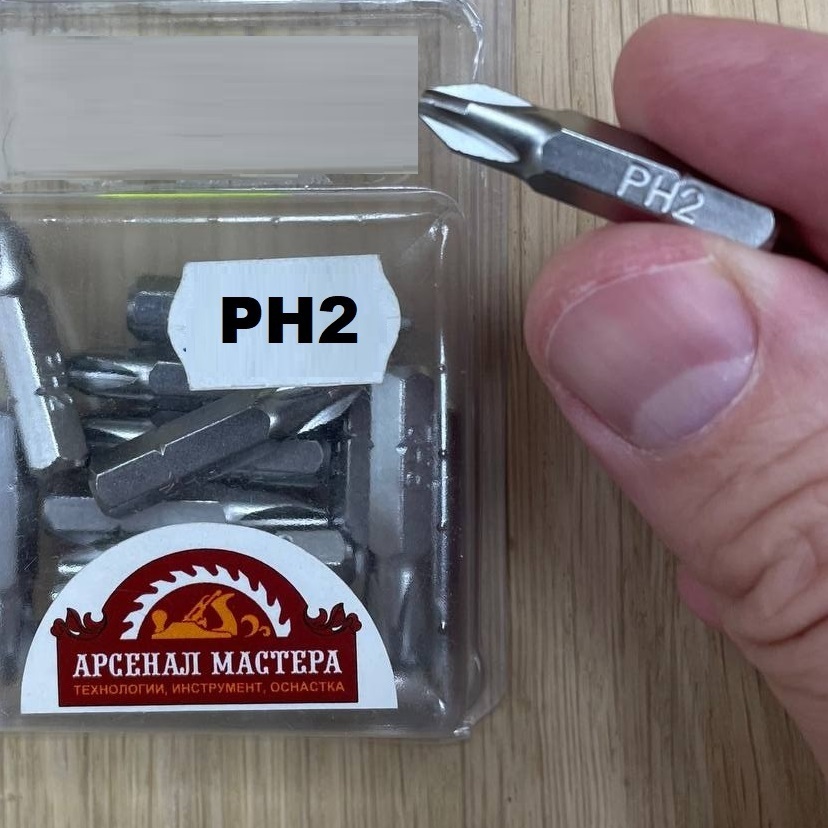 PH2
PH2
АРСЕНАЛ МАСТЕРА
ТЕХНОЛОГИИ, ИНСТРУМЕНТ, ОСНАСТКА